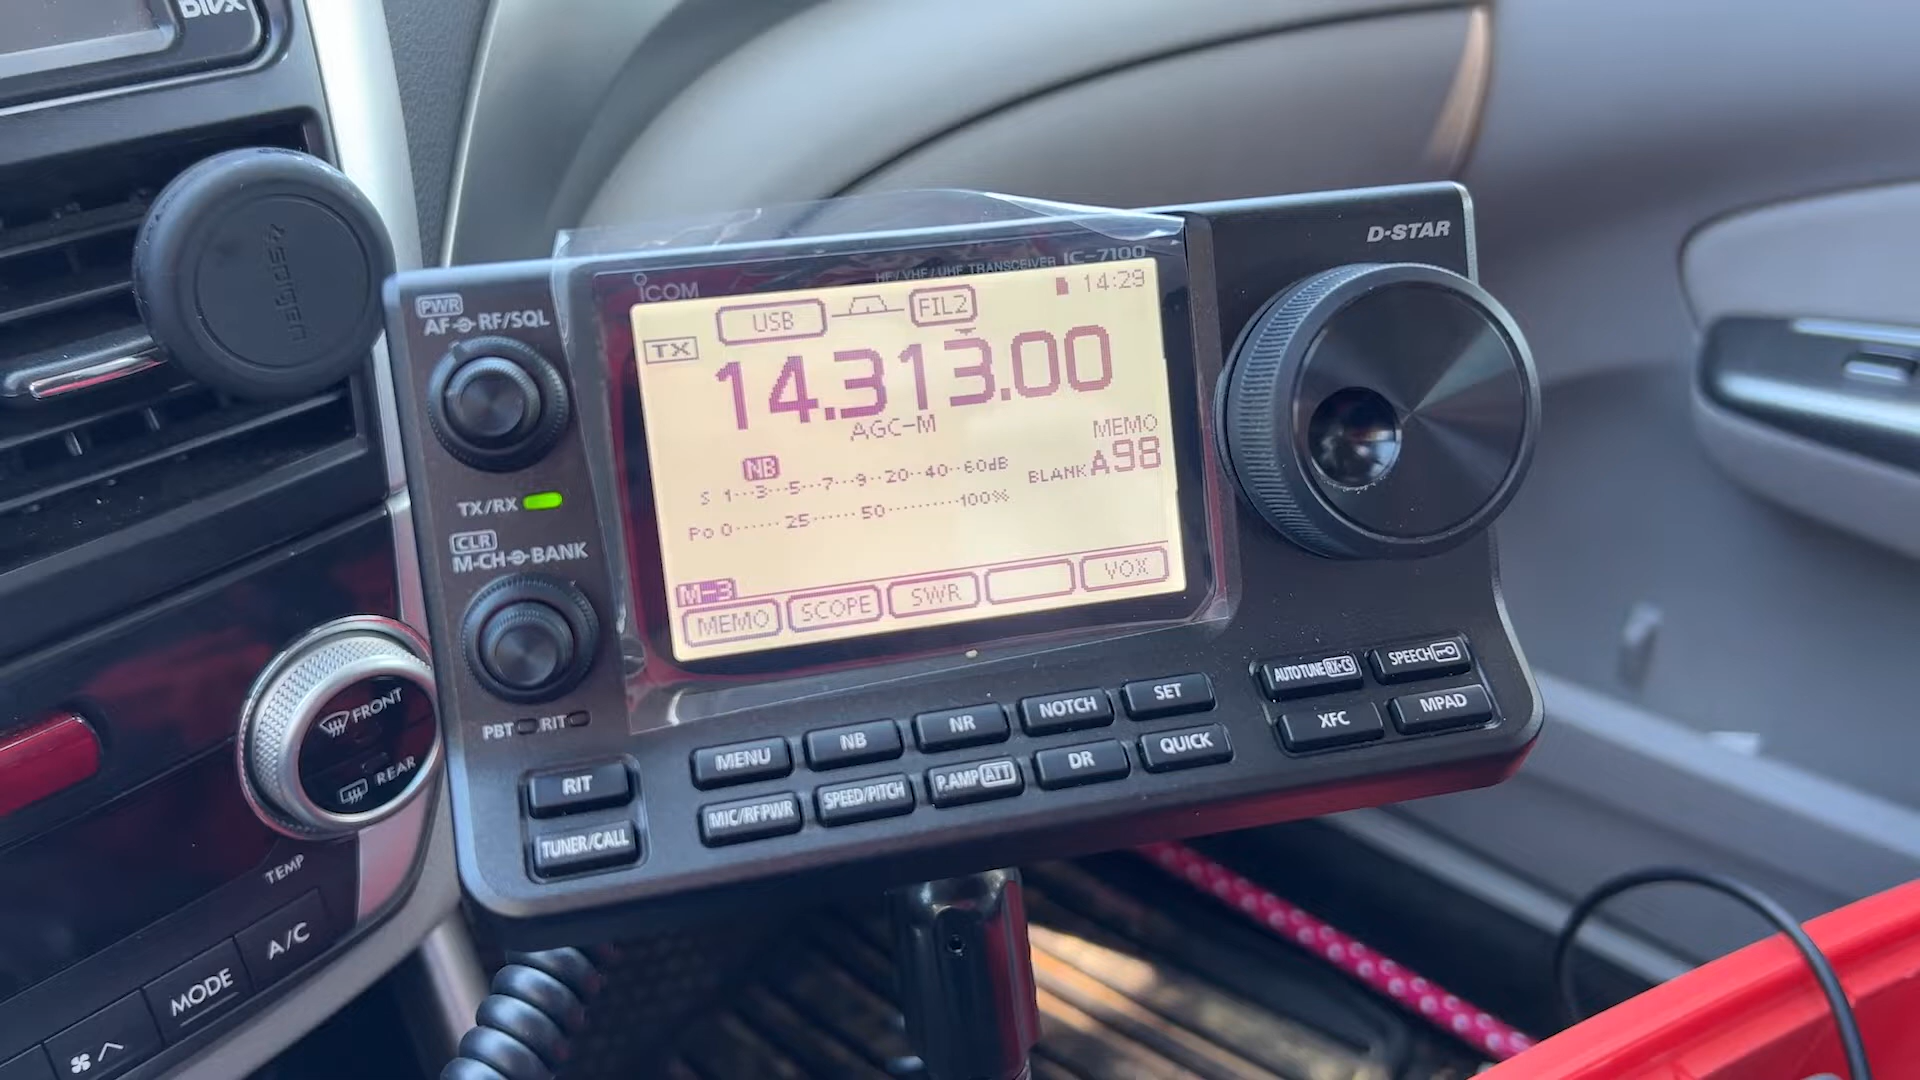 DIVX
MENGISDA
D-STAR
ICOM
HF/VHF/UHF TRANSCEIVER IC-7100
PWR
AF RF/SQL
USB
FIL2
14:29
TX
14.313.00
AGC-M
MEMO
NB
BLANK A98
S 1···3···5···7···9··20··40··60dB
Po 0······25······50·········100%
TX/RX
CLR
M-CH BANK
M-3
MEMO
SCOPE
SWR
VOX
PBT RIT
RIT
TUNER/CALL
MENU
NB
NR
NOTCH
SET
MIC/RF PWR
SPEED/PITCH
P.AMP ATT
DR
QUICK
AUTOTUNE RX→CS
SPEECH
XFC
MPAD
FRONT
REAR
TEMP
A/C
MODE